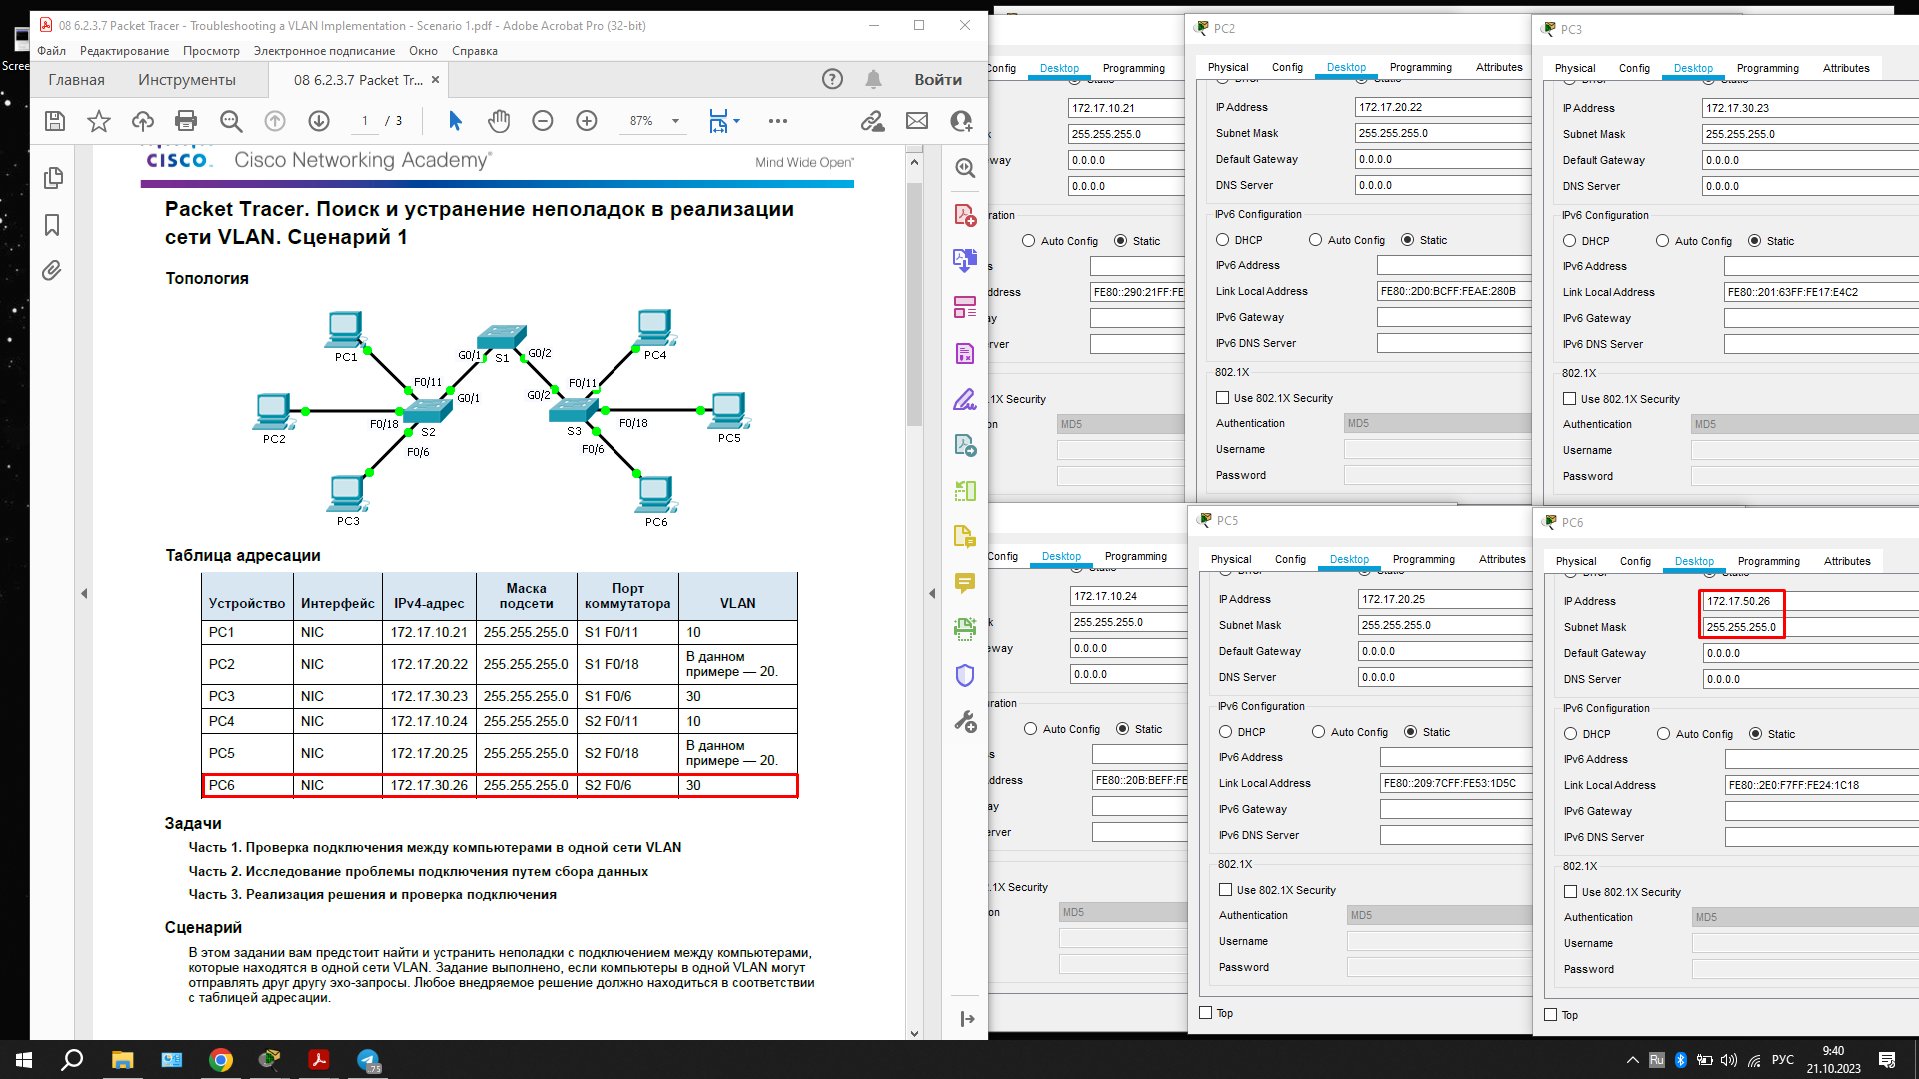 08 6.2.3.7 Packet Tracer - Troubleshooting a VLAN Implementation - Scenario 1.pdf - Adobe Acrobat Pro (32-bit)
Файл Редактирование Просмотр Электронное подписание Окно Справка
Главная Инструменты 08 6.2.3.7 Packet Tr... × Войти
1 / 3 87%
Scree
CISCO Cisco Networking Academy® Mind Wide Open™
Packet Tracer. Поиск и устранение неполадок в реализации
сети VLAN. Сценарий 1
Топология
PC1
G0/1 S1 G0/2
PC4
F0/11 G0/1
G0/2 F0/11
PC2 F0/18 S2
S3 F0/18 PC5
F0/6
F0/6
PC3
PC6
Таблица адресации
Устройство Интерфейс IPv4-адрес Маска подсети Порт коммутатора VLAN
PC1 NIC 172.17.10.21 255.255.255.0 S1 F0/11 10
PC2 NIC 172.17.20.22 255.255.255.0 S1 F0/18 В данном примере — 20.
PC3 NIC 172.17.30.23 255.255.255.0 S1 F0/6 30
PC4 NIC 172.17.10.24 255.255.255.0 S2 F0/11 10
PC5 NIC 172.17.20.25 255.255.255.0 S2 F0/18 В данном примере — 20.
PC6 NIC 172.17.30.26 255.255.255.0 S2 F0/6 30
Задачи
Часть 1. Проверка подключения между компьютерами в одной сети VLAN
Часть 2. Исследование проблемы подключения путем сбора данных
Часть 3. Реализация решения и проверка подключения
Сценарий
В этом задании вам предстоит найти и устранить неполадки с подключением между компьютерами,
которые находятся в одной сети VLAN. Задание выполнено, если компьютеры в одной VLAN могут
отправлять друг другу эхо-запросы. Любое внедряемое решение должно находиться в соответствии
с таблицей адресации.
Config Desktop Programming
Static
172.17.10.21
255.255.255.0
0.0.0.0
0.0.0.0
Auto Config Static
FE80::290:21FF:FE
MD5
PC2
Physical Config Desktop Programming Attributes
IP Address 172.17.20.22
Subnet Mask 255.255.255.0
Default Gateway 0.0.0.0
DNS Server 0.0.0.0
IPv6 Configuration
DHCP Auto Config Static
IPv6 Address
Link Local Address FE80::2D0:BCFF:FEAE:280B
IPv6 Gateway
IPv6 DNS Server
802.1X
Use 802.1X Security
Authentication MD5
Username
Password
PC3
Physical Config Desktop Programming Attributes
IP Address 172.17.30.23
Subnet Mask 255.255.255.0
Default Gateway 0.0.0.0
DNS Server 0.0.0.0
IPv6 Configuration
DHCP Auto Config Static
IPv6 Address
Link Local Address FE80::201:63FF:FE17:E4C2
IPv6 Gateway
IPv6 DNS Server
802.1X
Use 802.1X Security
Authentication MD5
Username
Password
Config Desktop Programming
Static
172.17.10.24
255.255.255.0
0.0.0.0
0.0.0.0
Auto Config Static
FE80::20B:BEFF:FE
.1X Security
MD5
PC5
Physical Config Desktop Programming Attributes
IP Address 172.17.20.25
Subnet Mask 255.255.255.0
Default Gateway 0.0.0.0
DNS Server 0.0.0.0
IPv6 Configuration
DHCP Auto Config Static
IPv6 Address
Link Local Address FE80::209:7CFF:FE53:1D5C
IPv6 Gateway
IPv6 DNS Server
802.1X
Use 802.1X Security
Authentication MD5
Username
Password
Top
PC6
Physical Config Desktop Programming Attributes
IP Address 172.17.50.26
Subnet Mask 255.255.255.0
Default Gateway 0.0.0.0
DNS Server 0.0.0.0
IPv6 Configuration
DHCP Auto Config Static
IPv6 Address
Link Local Address FE80::2E0:F7FF:FE24:1C18
IPv6 Gateway
IPv6 DNS Server
802.1X
Use 802.1X Security
Authentication MD5
Username
Password
Top
75
Ru РУС 9:40
21.10.2023